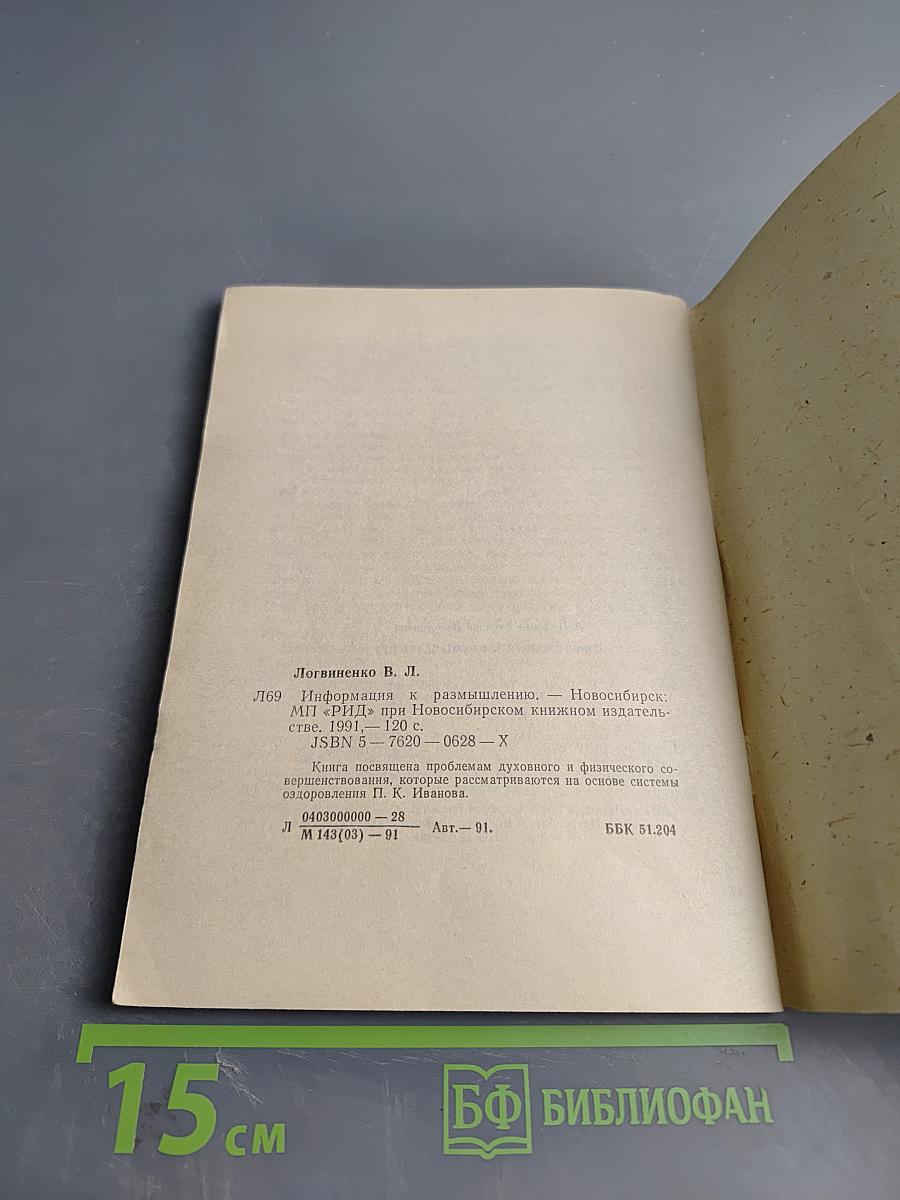 Логвиненко В. Л.
Л69 Информация к размышлению. — Новосибирск:
МП «РИД» при Новосибирском книжном издатель-
стве. 1991,— 120 с.
JSBN 5 — 7620 — 0628 — X
Книга посвящена проблемам духовного и физического со-
вершенствования, которые рассматриваются на основе системы
оздоровления П. К. Иванова.
0403000000 — 28
Л
М 143(03) — 91
Авт.— 91.
ББК 51.204
15 см
БФ БИБЛИОФАН